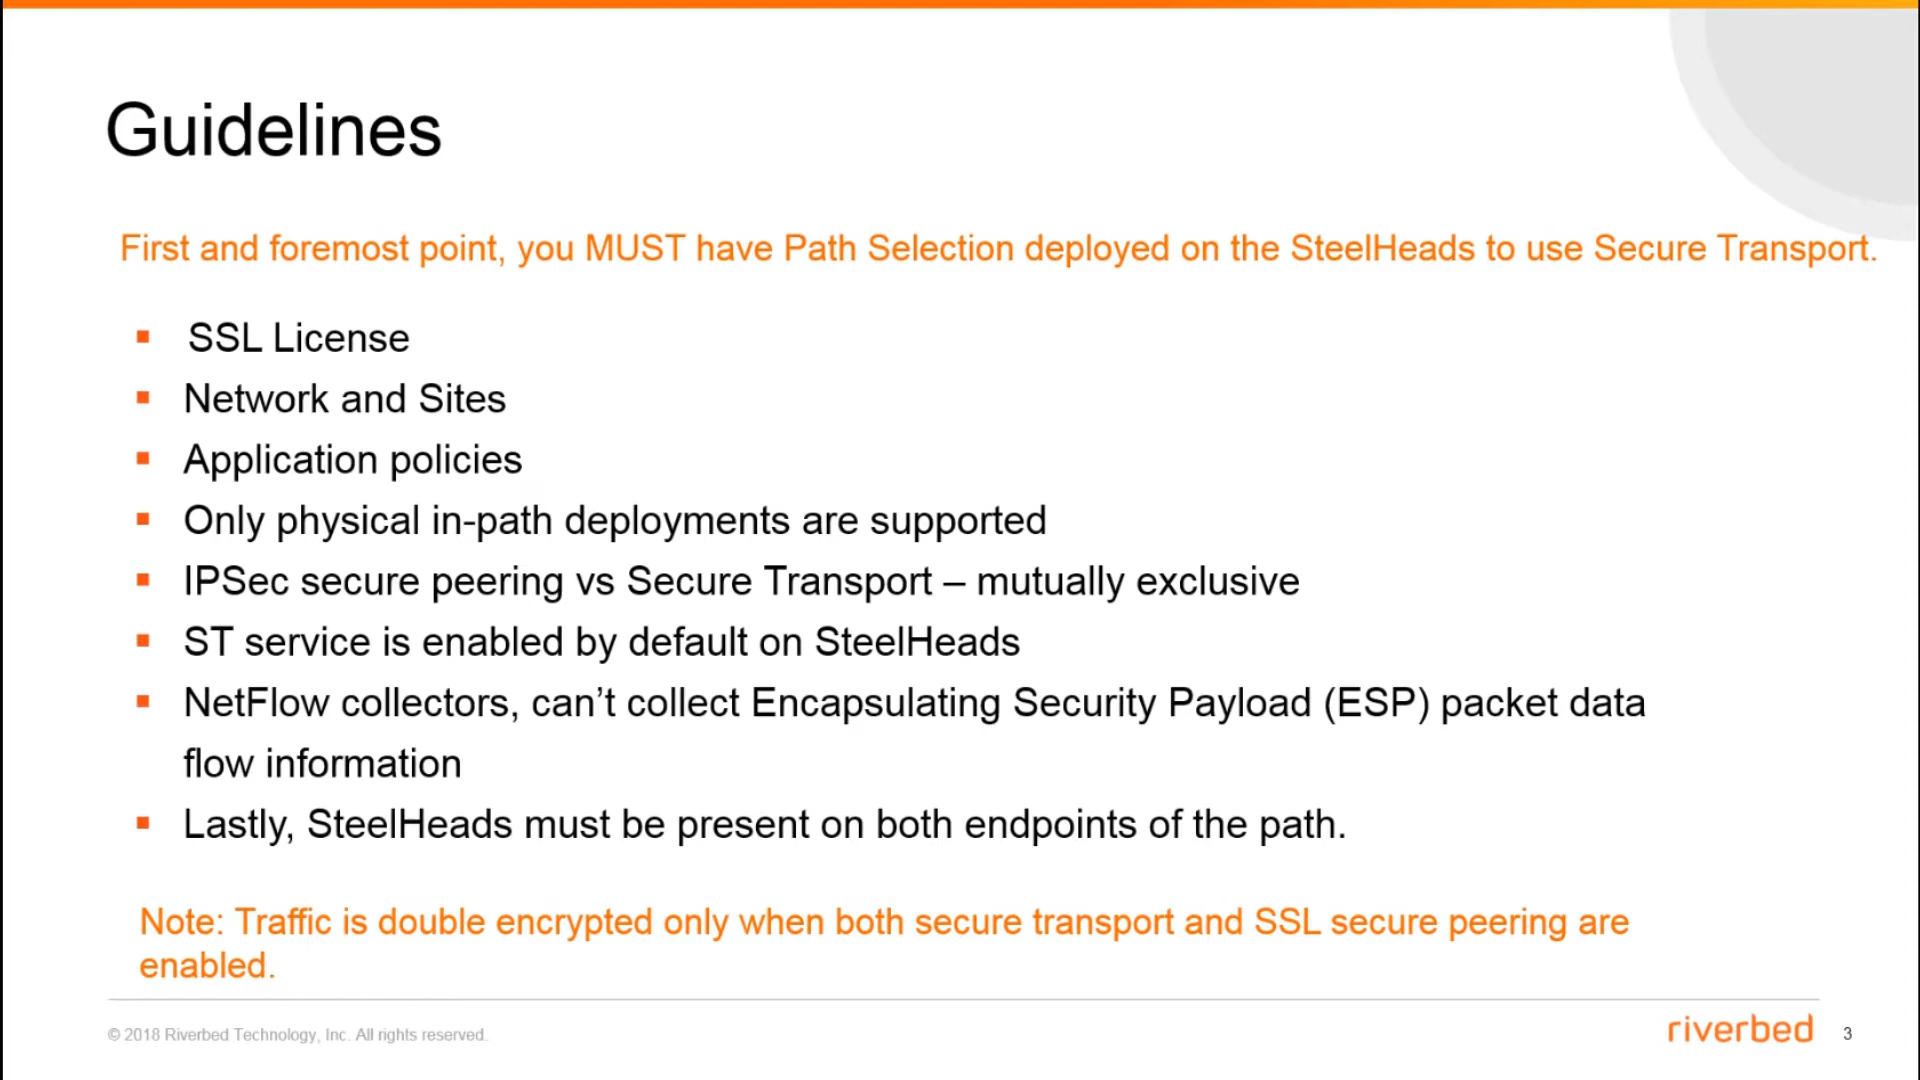 Guidelines
First and foremost point, you MUST have Path Selection deployed on the SteelHeads to use Secure Transport.
▪ SSL License
▪ Network and Sites
▪ Application policies
▪ Only physical in-path deployments are supported
▪ IPSec secure peering vs Secure Transport – mutually exclusive
▪ ST service is enabled by default on SteelHeads
▪ NetFlow collectors, can’t collect Encapsulating Security Payload (ESP) packet data
flow information
▪ Lastly, SteelHeads must be present on both endpoints of the path.
Note: Traffic is double encrypted only when both secure transport and SSL secure peering are
enabled.
© 2018 Riverbed Technology, Inc. All rights reserved.
riverbed
3